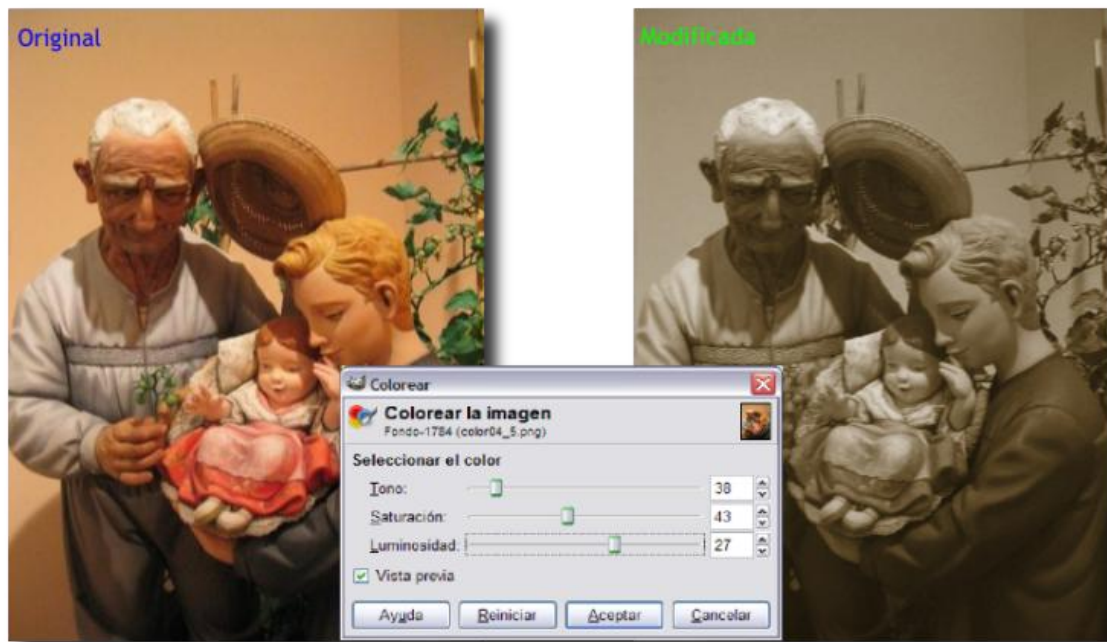 Original
Modificada
Colorear
Colorear la imagen
Fondo-1784 (color04_5.png)
Seleccionar el color
Tono: 38
Saturación: 43
Luminosidad: 27
Vista previa
Ayuda Reiniciar Aceptar Cancelar